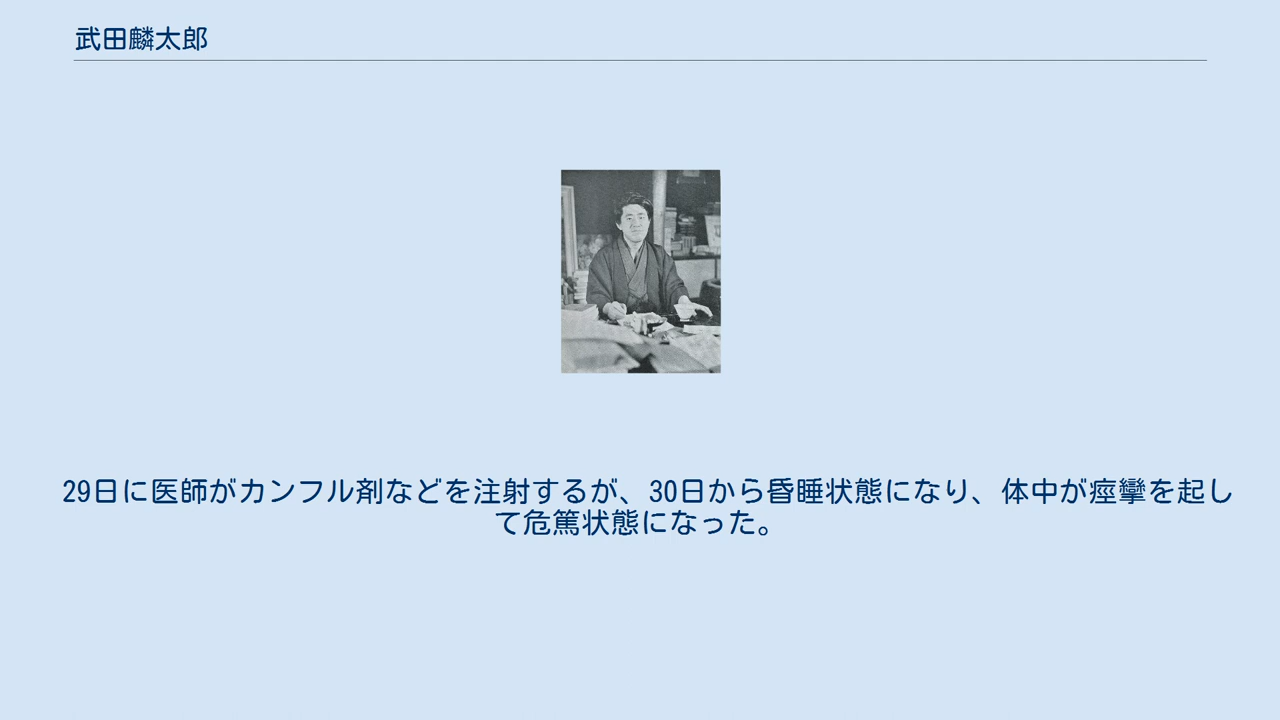 武田麟太郎
29日に医師がカンフル剤などを注射するが、30日から昏睡状態になり、体中が痙攣を起し
て危篤状態になった。